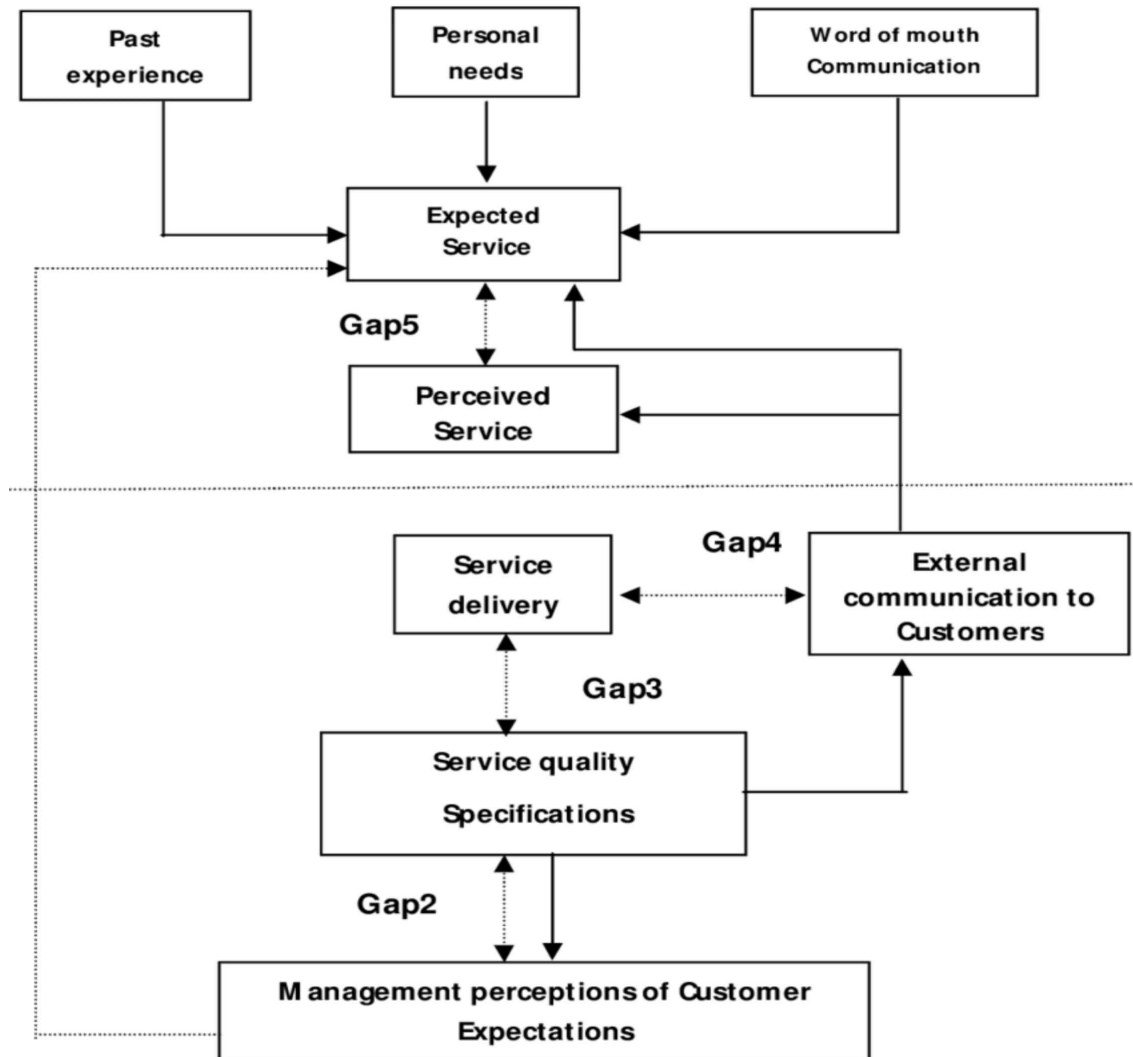 Past
experience
Personal
needs
Word of mouth
Communication
Expected
Service
Gap5
Perceived
Service
Gap4
Service
delivery
External
communication to
Customers
Gap3
Service quality
Specifications
Gap2
Management perceptions of Customer
Expectations